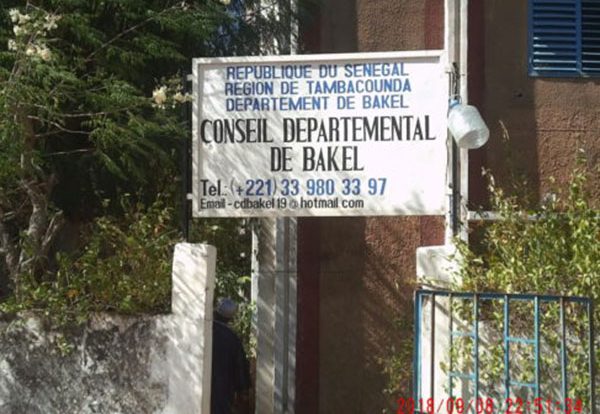 REPUBLIQUE DU SENEGAL
REGION DE TAMBACOUNDA
DEPARTEMENT DE BAKEL
CONSEIL DEPARTEMENTAL
DE BAKEL
Tel.: (+221) 33 980 33 97
Email - cdbakel19@hotmail com
2018/09/08 22:51:34